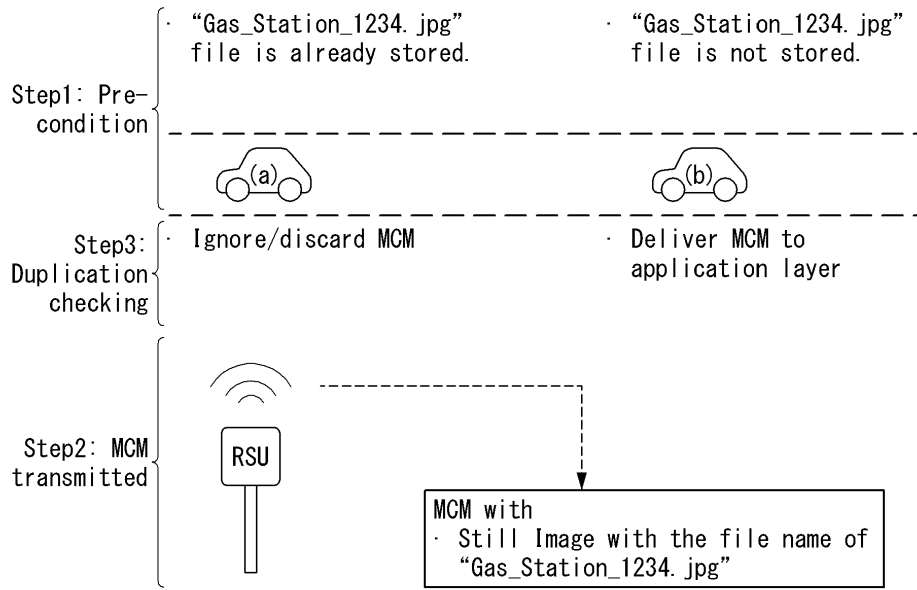 · “Gas_Station_1234.jpg”
file is already stored.
· “Gas_Station_1234.jpg”
file is not stored.
Step1: Pre-
condition
(a)
(b)
Step3:
Duplication
checking
· Ignore/discard MCM
· Deliver MCM to
application layer
Step2: MCM
transmitted
RSU
MCM with
· Still Image with the file name of
“Gas_Station_1234.jpg”